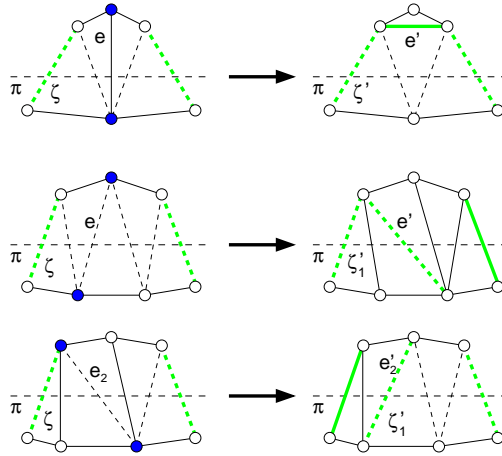 e e'
π ζ π ζ'
e e'
π ζ π ζ'₁
e₂ e'₂
π ζ π ζ'₁